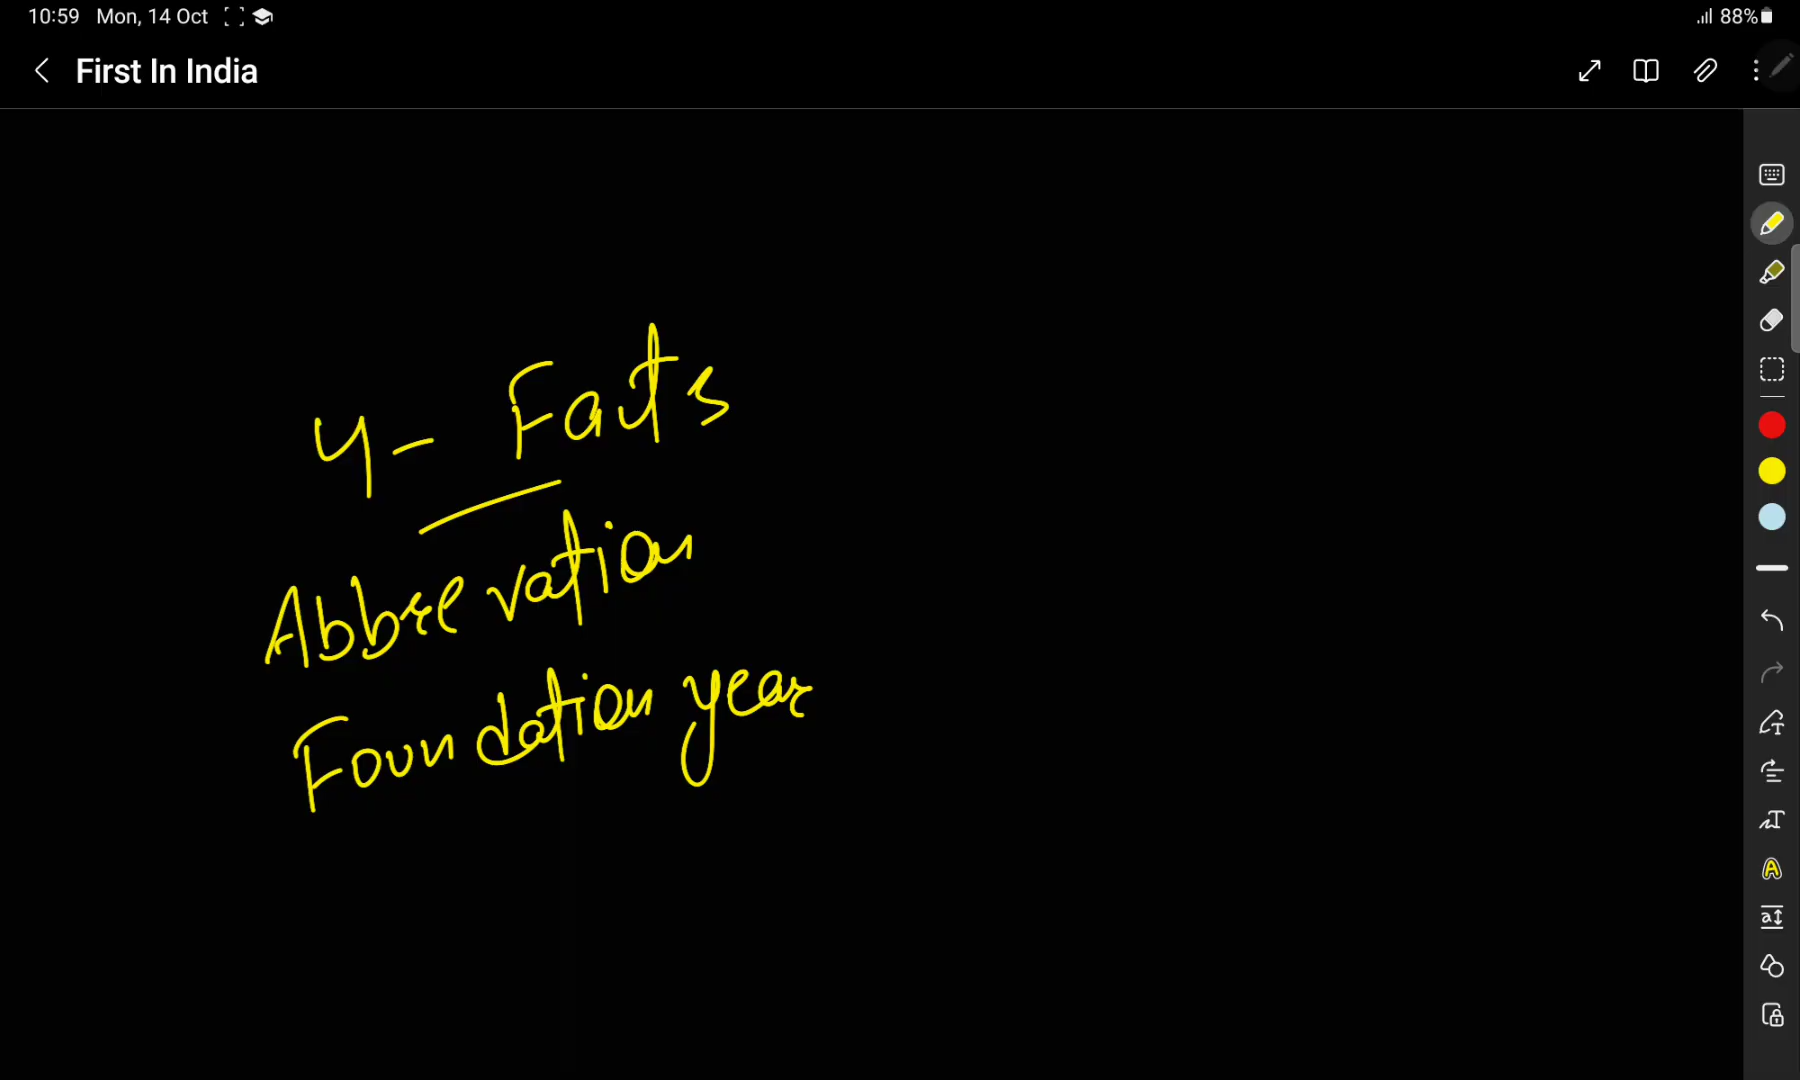 10:59 Mon, 14 Oct 88%
First In India
4- Facts
Abbrevation
Foundation year